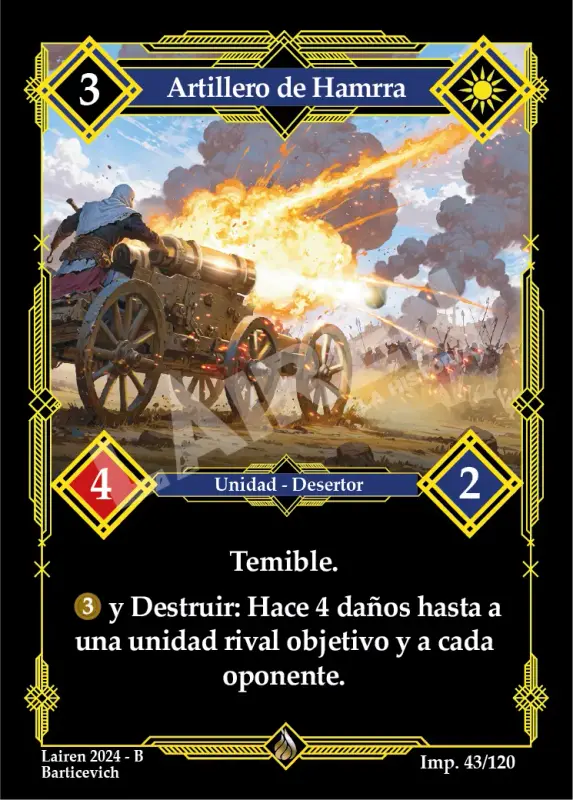 3
Artillero de Hamrra
4
Unidad - Desertor
2
Temible.
3 y Destruir: Hace 4 daños hasta a
una unidad rival objetivo y a cada
oponente.
Lairen 2024 - B
Barticevich
Imp. 43/120